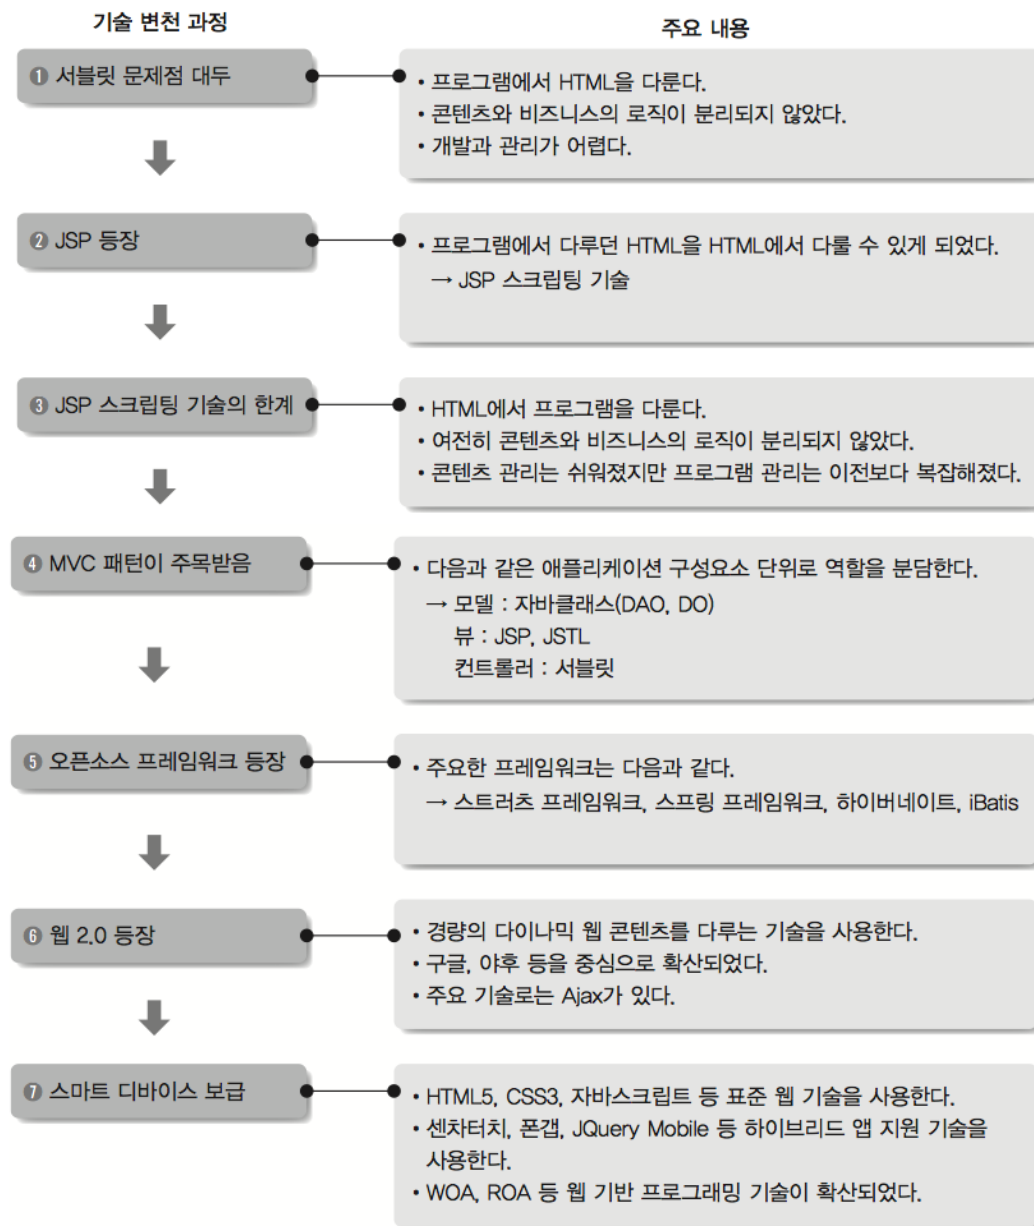 기술 변천 과정
주요 내용
❶ 서블릿 문제점 대두
• 프로그램에서 HTML을 다룬다.
• 콘텐츠와 비즈니스의 로직이 분리되지 않았다.
• 개발과 관리가 어렵다.
❷ JSP 등장
• 프로그램에서 다루던 HTML을 HTML에서 다룰 수 있게 되었다.
→ JSP 스크립팅 기술
❸ JSP 스크립팅 기술의 한계
• HTML에서 프로그램을 다룬다.
• 여전히 콘텐츠와 비즈니스의 로직이 분리되지 않았다.
• 콘텐츠 관리는 쉬워졌지만 프로그램 관리는 이전보다 복잡해졌다.
❹ MVC 패턴이 주목받음
• 다음과 같은 애플리케이션 구성요소 단위로 역할을 분담한다.
→ 모델 : 자바클래스(DAO, DO)
뷰 : JSP, JSTL
컨트롤러 : 서블릿
❺ 오픈소스 프레임워크 등장
• 주요한 프레임워크는 다음과 같다.
→ 스트러츠 프레임워크, 스프링 프레임워크, 하이버네이트, iBatis
❻ 웹 2.0 등장
• 경량의 다이나믹 웹 콘텐츠를 다루는 기술을 사용한다.
• 구글, 야후 등을 중심으로 확산되었다.
• 주요 기술로는 Ajax가 있다.
❼ 스마트 디바이스 보급
• HTML5, CSS3, 자바스크립트 등 표준 웹 기술을 사용한다.
• 센차터치, 폰갭, JQuery Mobile 등 하이브리드 앱 지원 기술을
사용한다.
• WOA, ROA 등 웹 기반 프로그래밍 기술이 확산되었다.